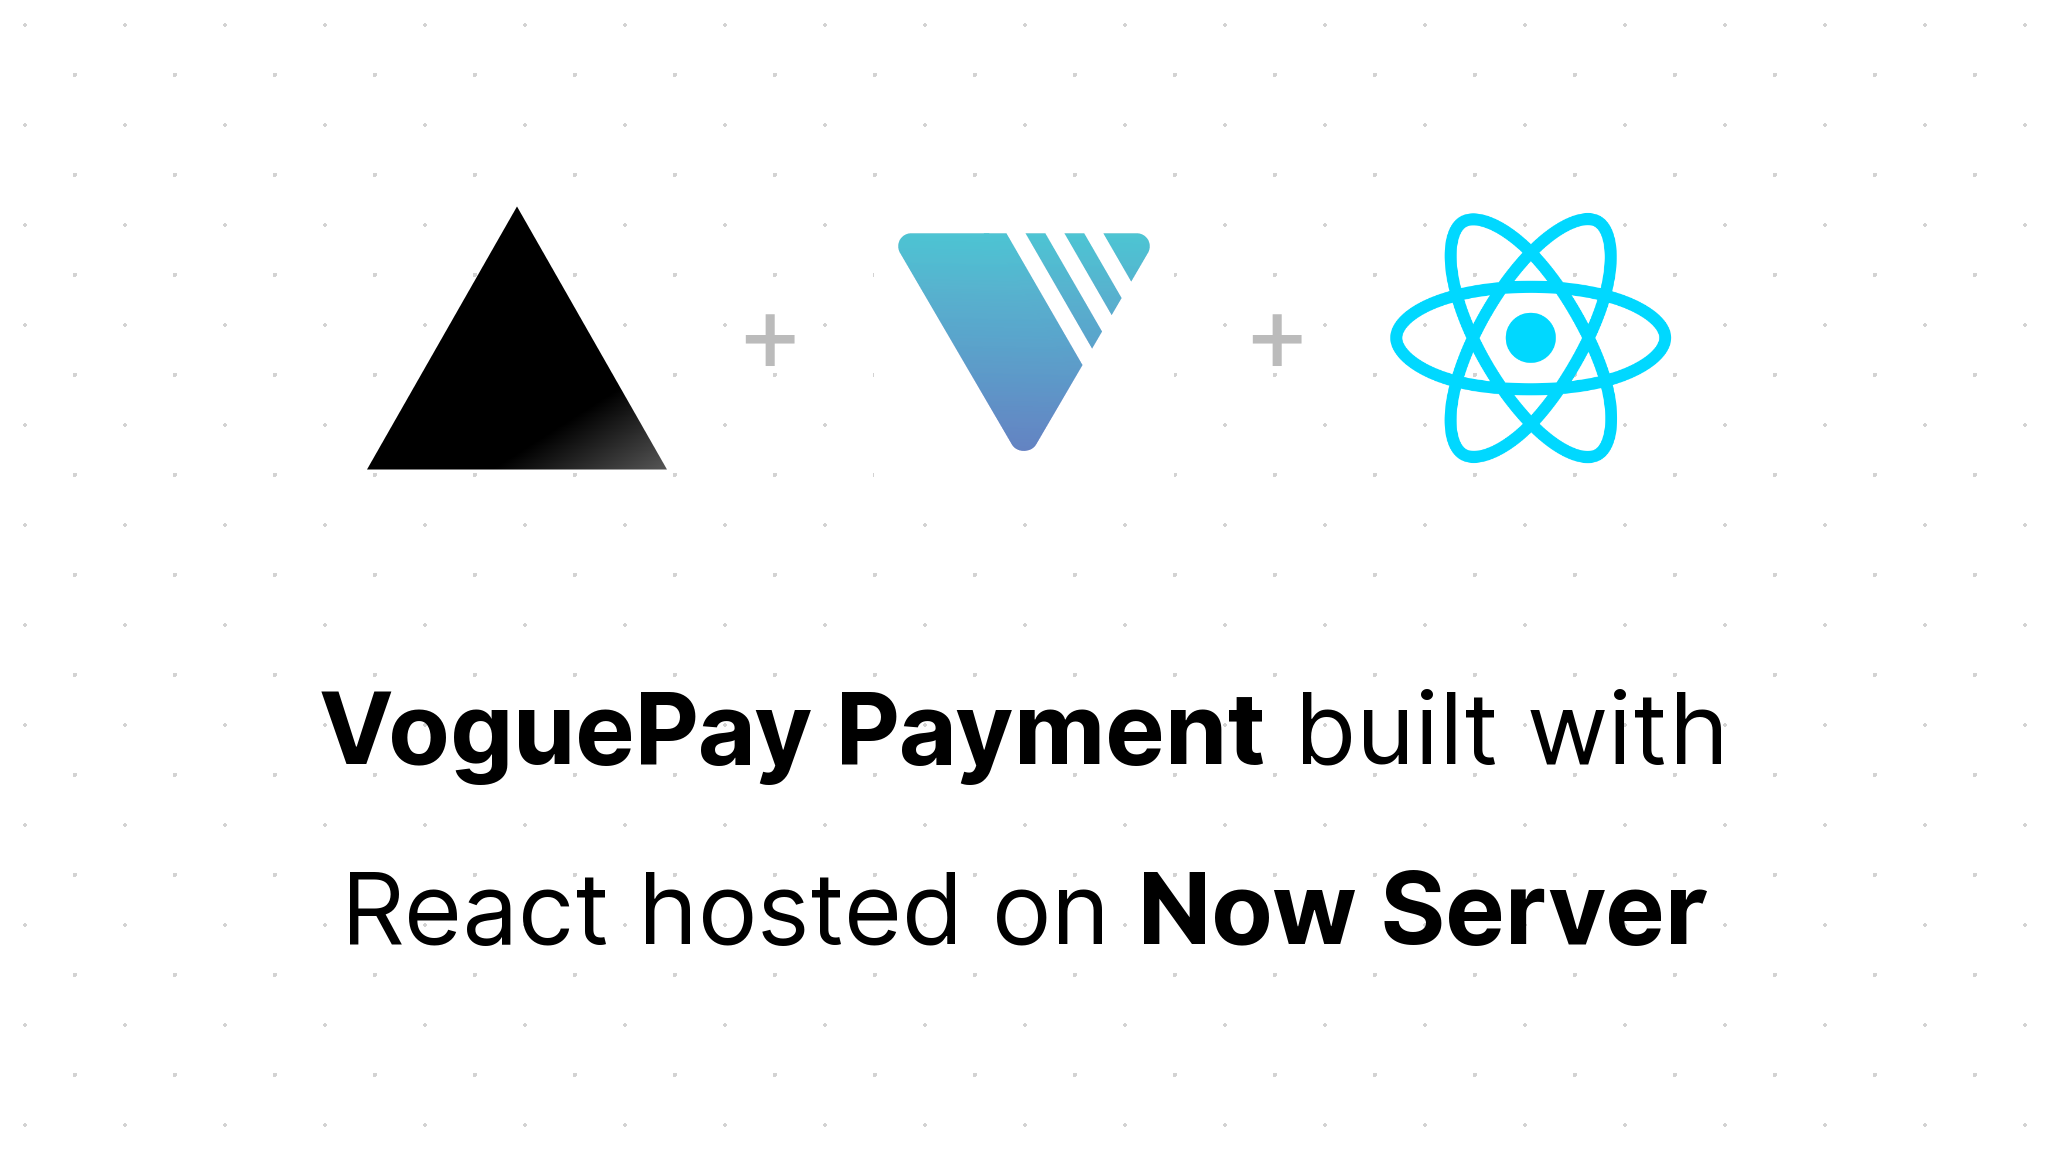 + +
VoguePay Payment built with
React hosted on Now Server